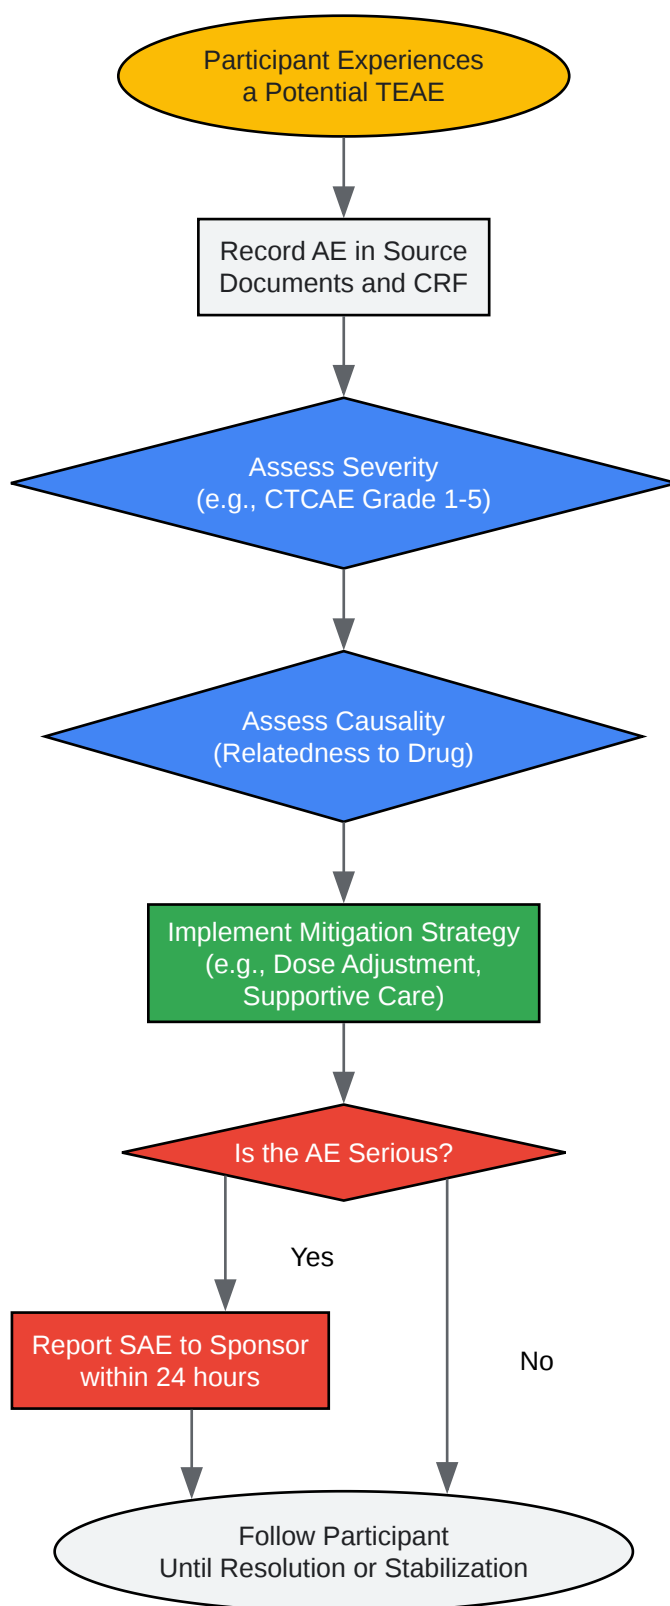 Participant Experiences
a Potential TEAE
Record AE in Source
Documents and CRF
Assess Severity
(e.g., CTCAE Grade 1-5)
Assess Causality
(Relatedness to Drug)
Implement Mitigation Strategy
(e.g., Dose Adjustment,
Supportive Care)
Is the AE Serious?
Yes
Report SAE to Sponsor
within 24 hours
No
Follow Participant
Until Resolution or Stabilization